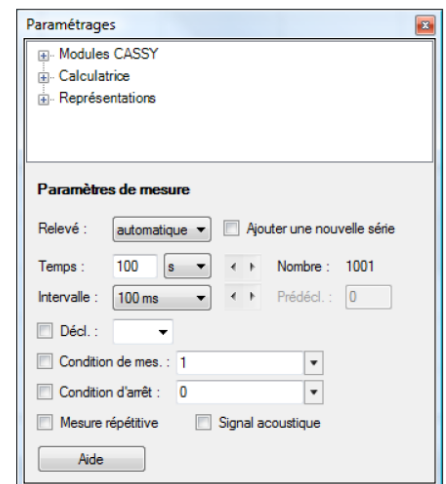 Paramétrages
Modules CASSY
Calculatrice
Représentations
Paramètres de mesure
Relevé : automatique Ajouter une nouvelle série
Temps : 100 s Nombre : 1001
Intervalle : 100 ms Prédécl. : 0
Décl. :
Condition de mes. : 1
Condition d'arrêt : 0
Mesure répétitive Signal acoustique
Aide